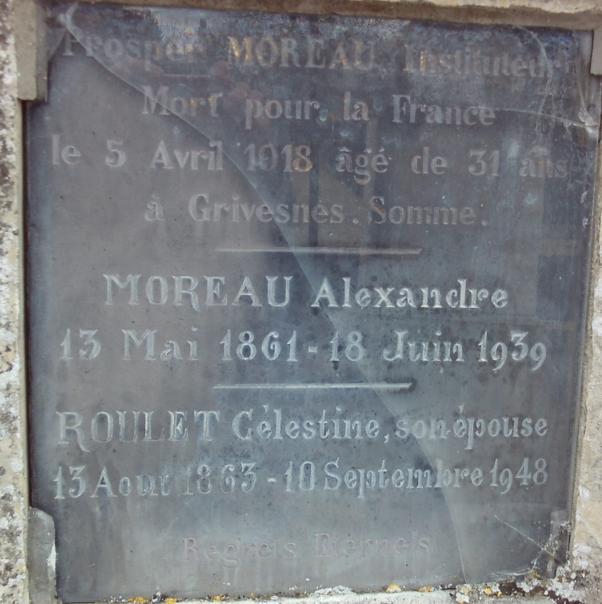 Prosper MOREAU Instituteur
Mort pour la France
le 5 Avril 1918 âgé de 31 ans
à Grivesnes. Somme.
MOREAU Alexandre
13 Mai 1861 - 18 Juin 1939
ROULET Célestine, son épouse
13 Aout 1863 - 10 Septembre 1948
Regrets Éternels